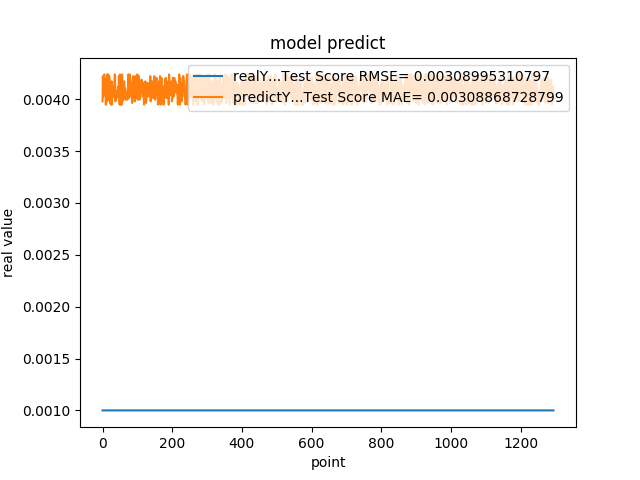 model predict
realY...Test Score RMSE= 0.00308995310797
predictY...Test Score MAE= 0.00308868728799
0.0040
0.0035
0.0030
0.0025
0.0020
0.0015
0.0010
real value
0 200 400 600 800 1000 1200
point